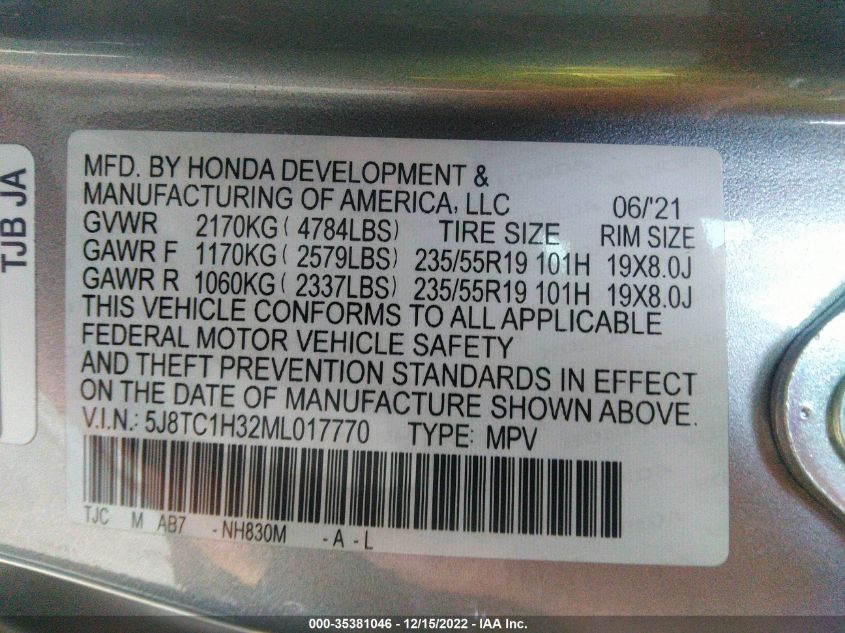 TJB JA
MFD. BY HONDA DEVELOPMENT &
MANUFACTURING OF AMERICA, LLC 06/'21
GVWR 2170KG ( 4784LBS) TIRE SIZE RIM SIZE
GAWR F 1170KG ( 2579LBS) 235/55R19 101H 19X8.0J
GAWR R 1060KG ( 2337LBS) 235/55R19 101H 19X8.0J
THIS VEHICLE CONFORMS TO ALL APPLICABLE
FEDERAL MOTOR VEHICLE SAFETY
AND THEFT PREVENTION STANDARDS IN EFFECT
ON THE DATE OF MANUFACTURE SHOWN ABOVE.
V.I.N.: 5J8TC1H32ML017770 TYPE: MPV
TJC M AB7 -NH830M -A-L
000-35381046 - 12/15/2022 - IAA Inc.